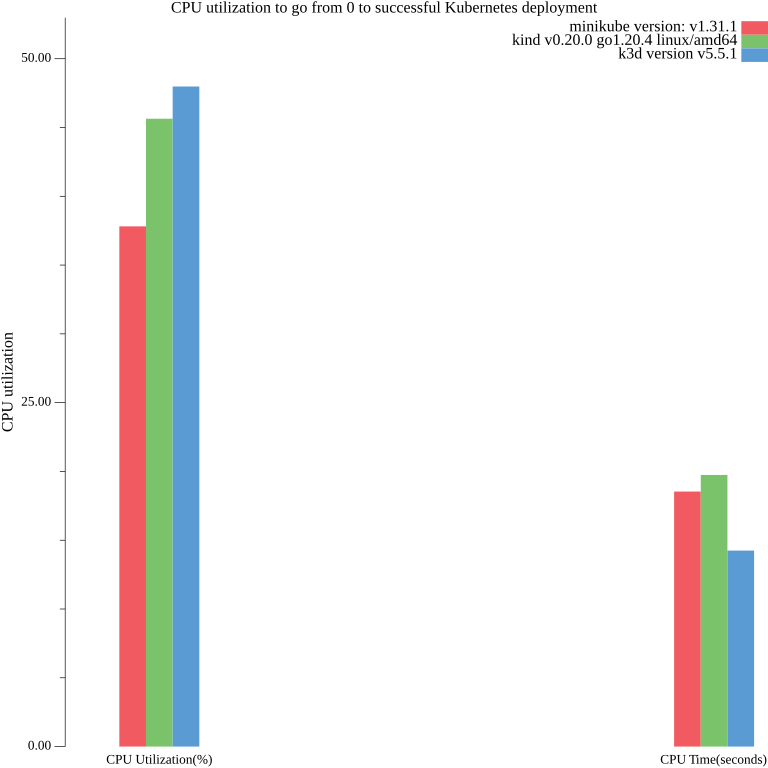 CPU utilization to go from 0 to successful Kubernetes deployment
minikube version: v1.31.1
kind v0.20.0 go1.20.4 linux/amd64
k3d version v5.5.1
50.00
25.00
0.00
CPU utilization
CPU Utilization(%)
CPU Time(seconds)